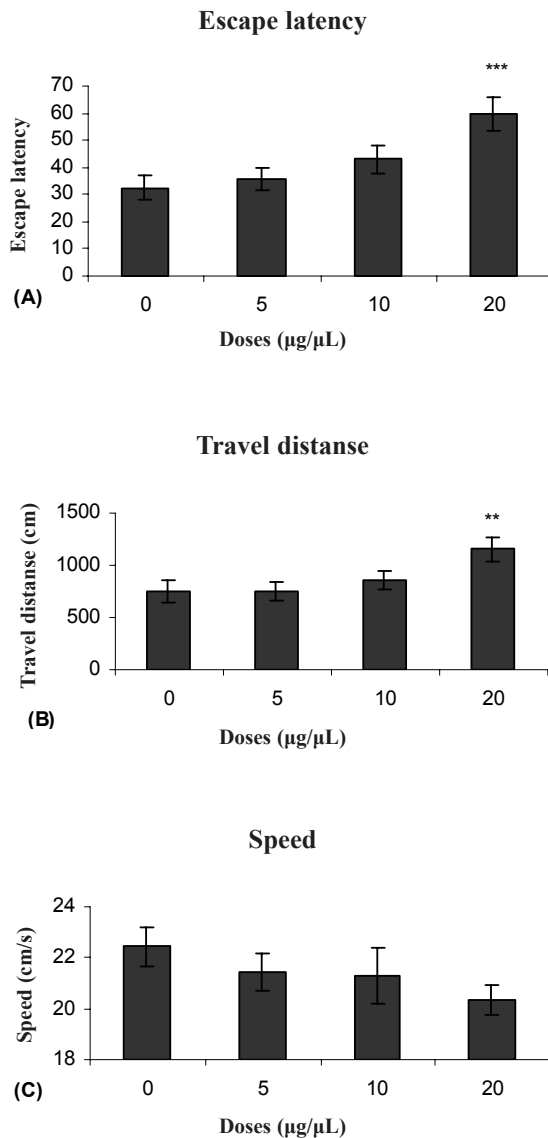 Escape latency
***
70
60
50
40
30
20
10
0
Escape latency
(A)
0 5 10 20
Doses (µg/µL)
Travel distanse
**
1500
1000
500
0
Travel distanse (cm)
(B)
0 5 10 20
Doses (µg/µL)
Speed
24
22
20
18
Speed (cm/s)
(C)
0 5 10 20
Doses (µg/µL)